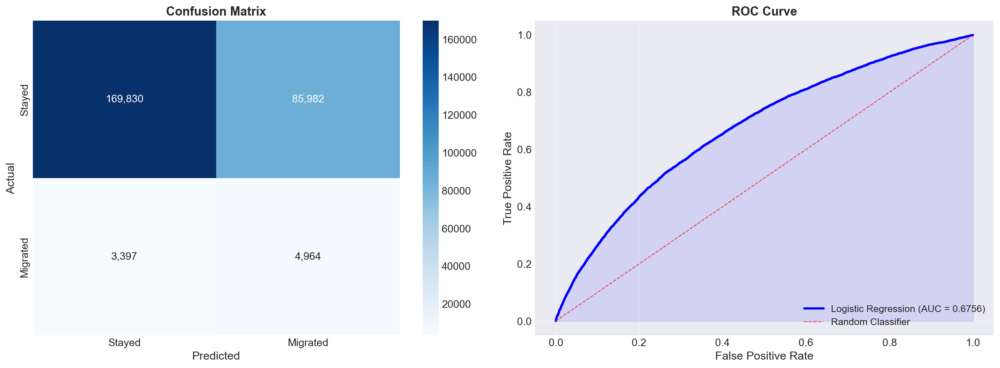 Confusion Matrix
Actual
Stayed
Migrated
169,830
85,982
3,397
4,964
Stayed
Migrated
Predicted
160000
140000
120000
100000
80000
60000
40000
20000
ROC Curve
True Positive Rate
1.0
0.8
0.6
0.4
0.2
0.0
Logistic Regression (AUC = 0.6756)
Random Classifier
0.0
0.2
0.4
0.6
0.8
1.0
False Positive Rate